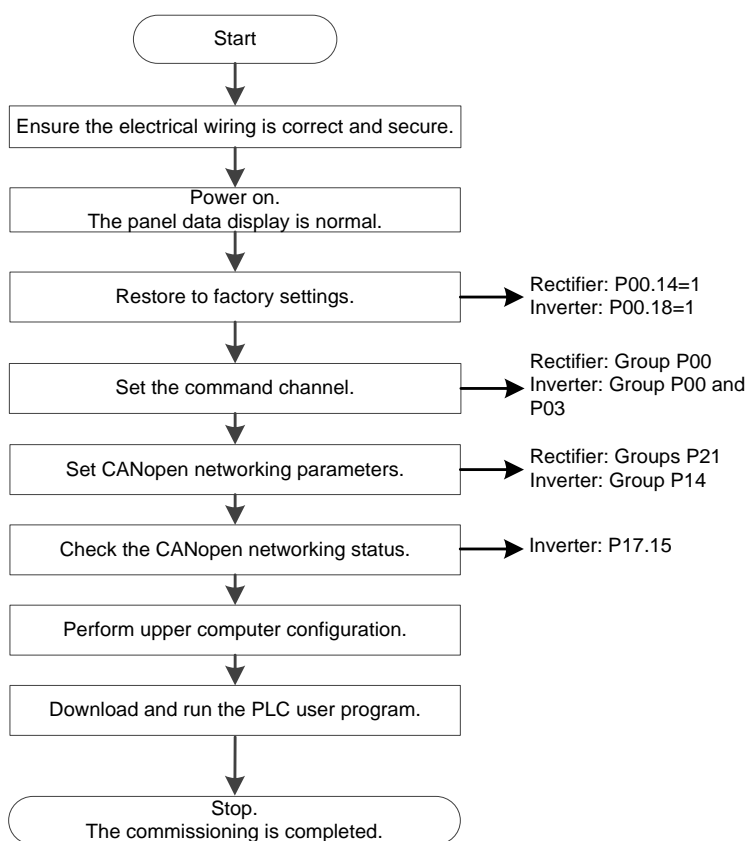 Start
Ensure the electrical wiring is correct and secure.
Power on.
The panel data display is normal.
Restore to factory settings.
Rectifier: P00.14=1
Inverter: P00.18=1
Set the command channel.
Rectifier: Group P00
Inverter: Group P00 and
P03
Set CANopen networking parameters.
Rectifier: Groups P21
Inverter: Group P14
Check the CANopen networking status.
Inverter: P17.15
Perform upper computer configuration.
Download and run the PLC user program.
Stop.
The commissioning is completed.